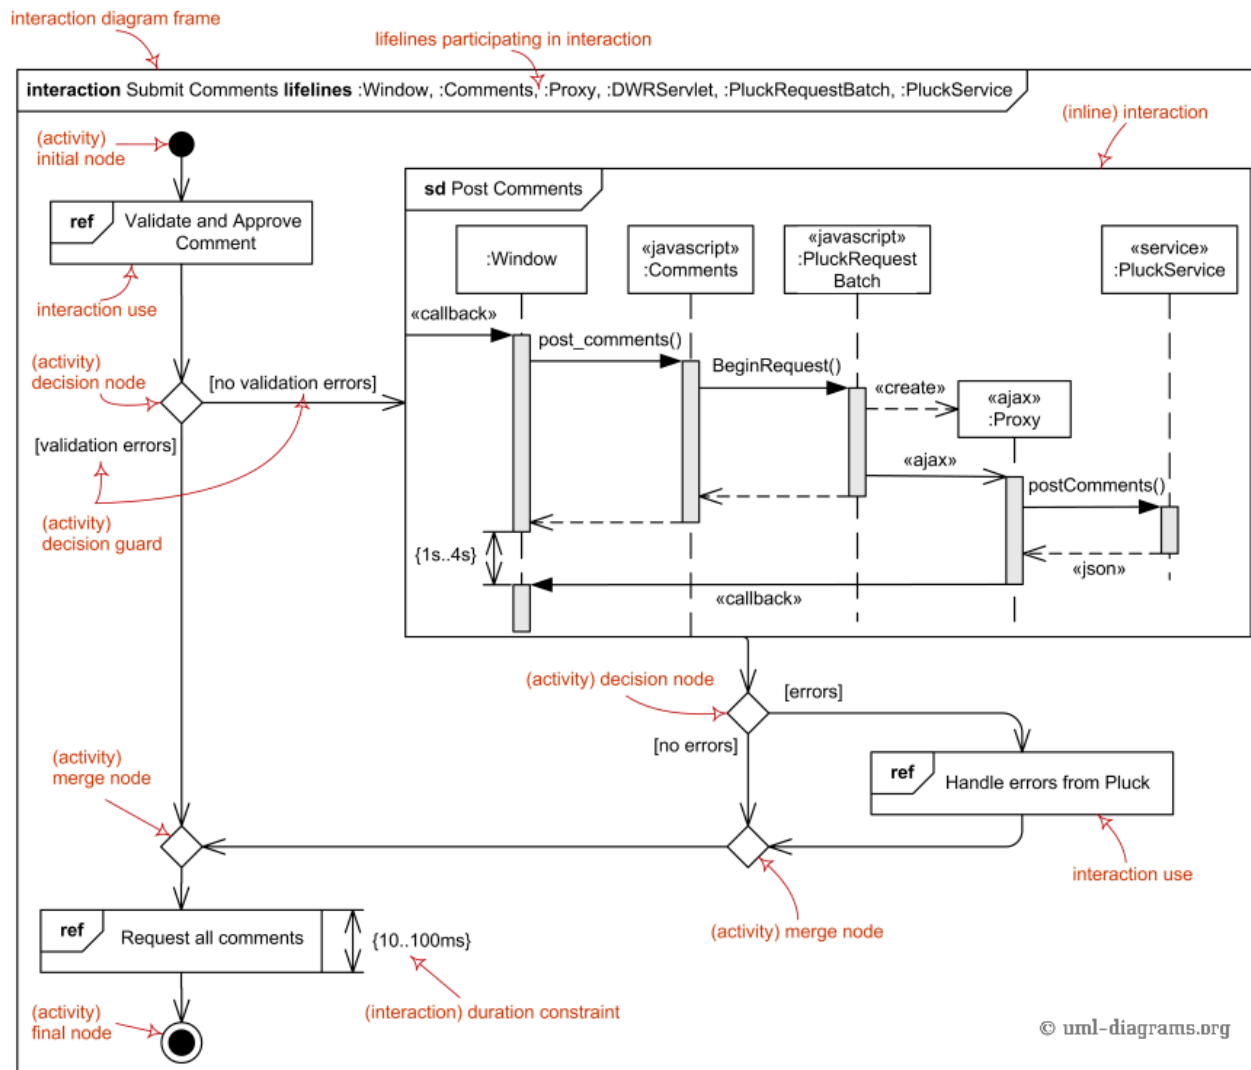 interaction diagram frame
lifelines participating in interaction
interaction Submit Comments lifelines :Window, :Comments, :Proxy, :DWRServlet, :PluckRequestBatch, :PluckService
(inline) interaction
(activity)
initial node
sd Post Comments
ref Validate and Approve
Comment
:Window
«javascript»
:Comments
«javascript»
:PluckRequest
Batch
«service»
:PluckService
interaction use
«callback»
post_comments()
(activity)
decision node
[no validation errors]
BeginRequest()
«create»
«ajax»
:Proxy
[validation errors]
«ajax»
postComments()
(activity)
decision guard
{1s..4s}
«json»
«callback»
(activity) decision node
[errors]
[no errors]
(activity)
merge node
ref Handle errors from Pluck
interaction use
(activity) merge node
ref Request all comments
{10..100ms}
(interaction) duration constraint
(activity)
final node
© uml-diagrams.org